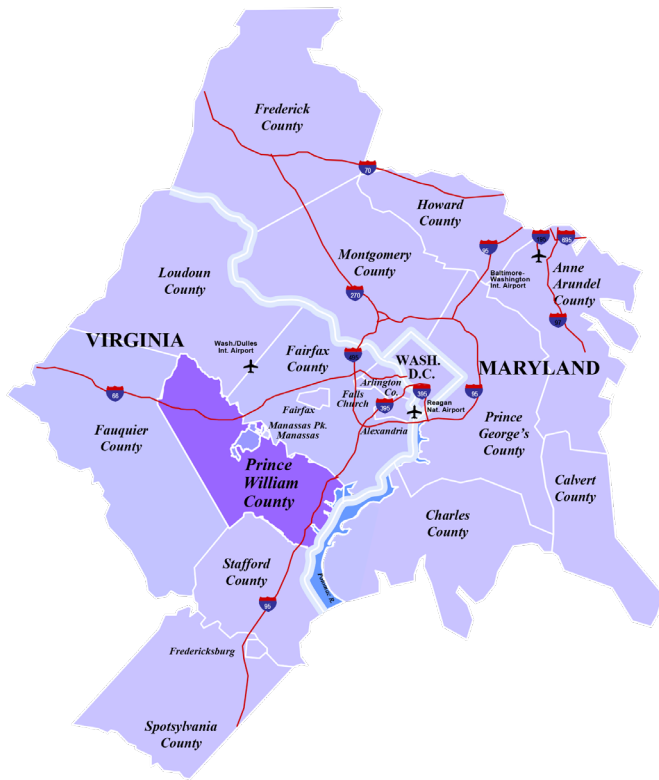 Frederick
County
70
Howard
County
95
195
695
Montgomery
County
Baltimore-
Washington
Int. Airport
Anne
Arundel
County
Loudoun
County
270
97
VIRGINIA
Wash./Dulles
Int. Airport
Fairfax
County
495
WASH.
D.C.
MARYLAND
66
Arlington
Co.
Falls
Church
395
395
95
Reagan
Nat. Airport
Fairfax
Manassas Pk.
Manassas
Alexandria
Fauquier
County
Prince
George's
County
Prince
William
County
Calvert
County
Charles
County
Stafford
County
Potomac R.
95
Fredericksburg
Spotsylvania
County